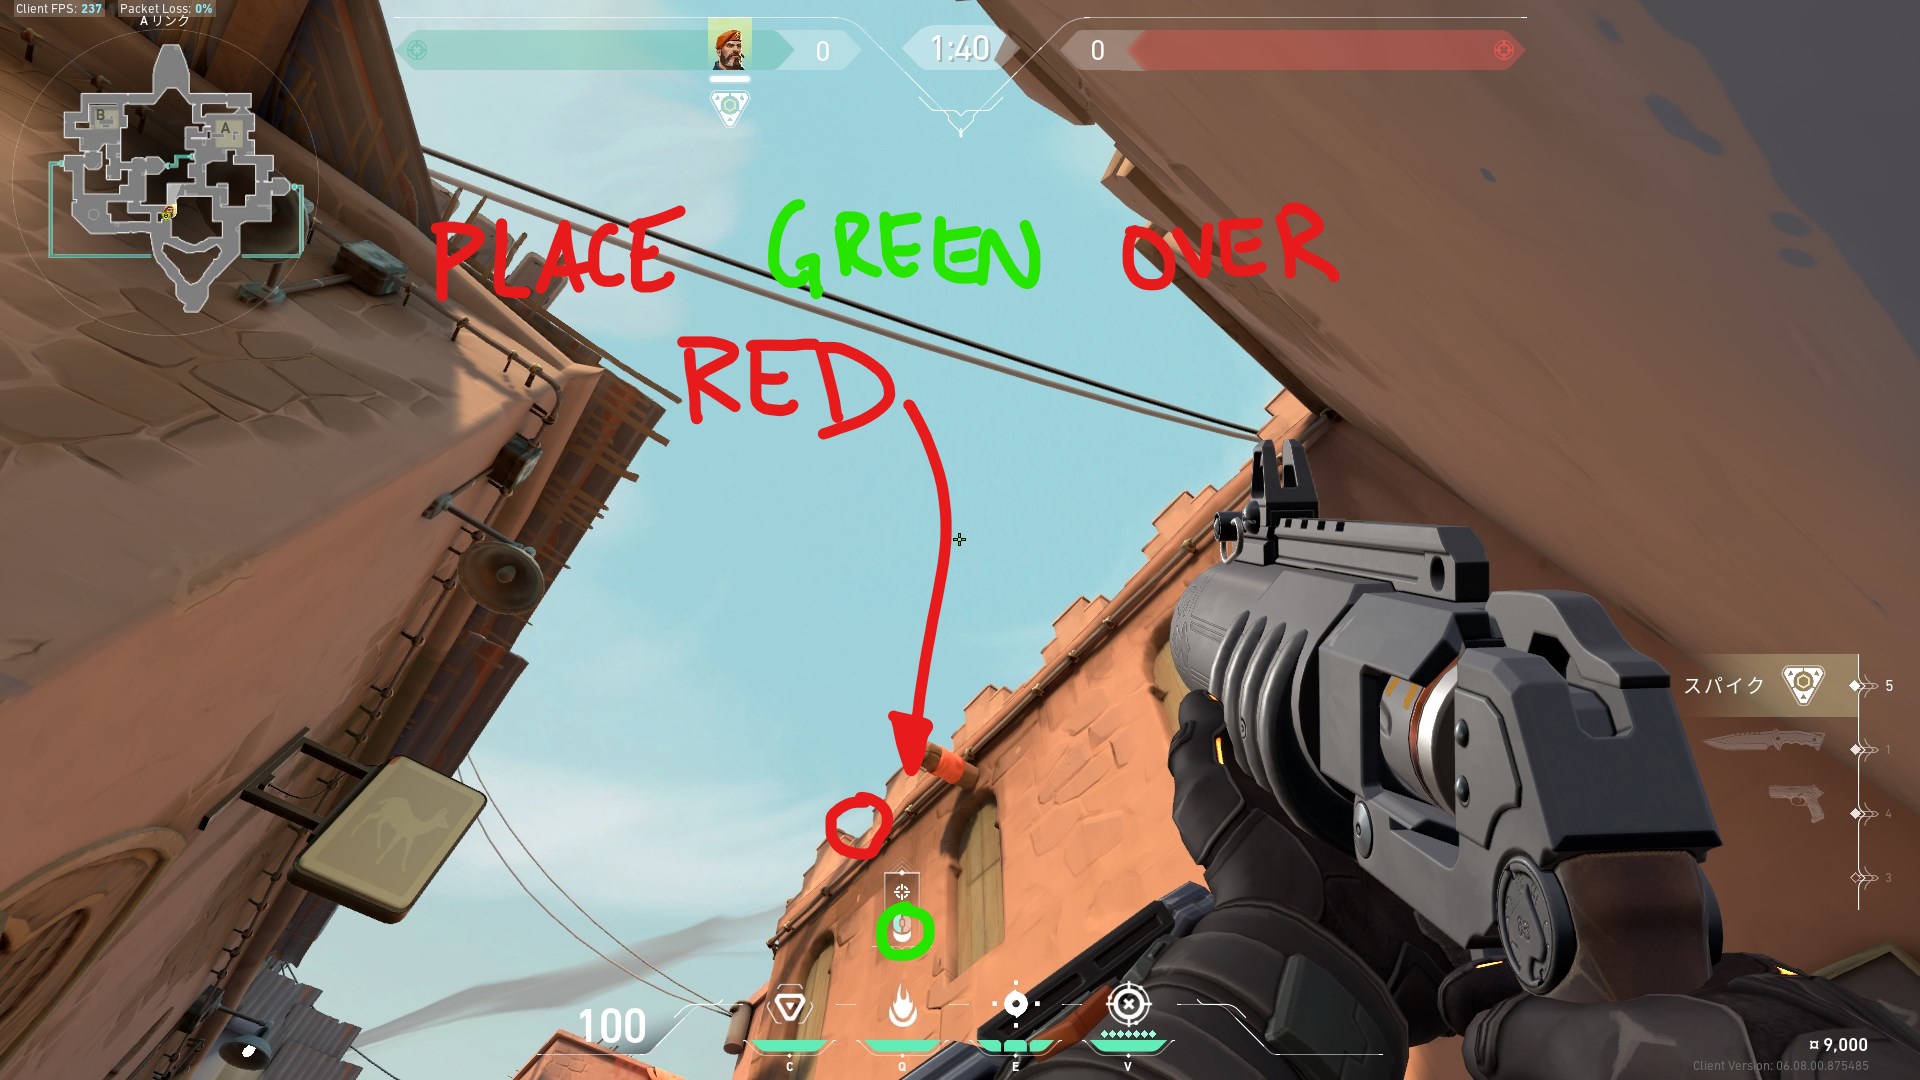 Client FPS: 237 Packet Loss: 0%
A リンク
B
A
0
1:40
0
PLACE GREEN OVER
RED
スパイク 5
1
4
3
100
C Q E V
¤ 9,000
Client Version: 06.08.00.875485